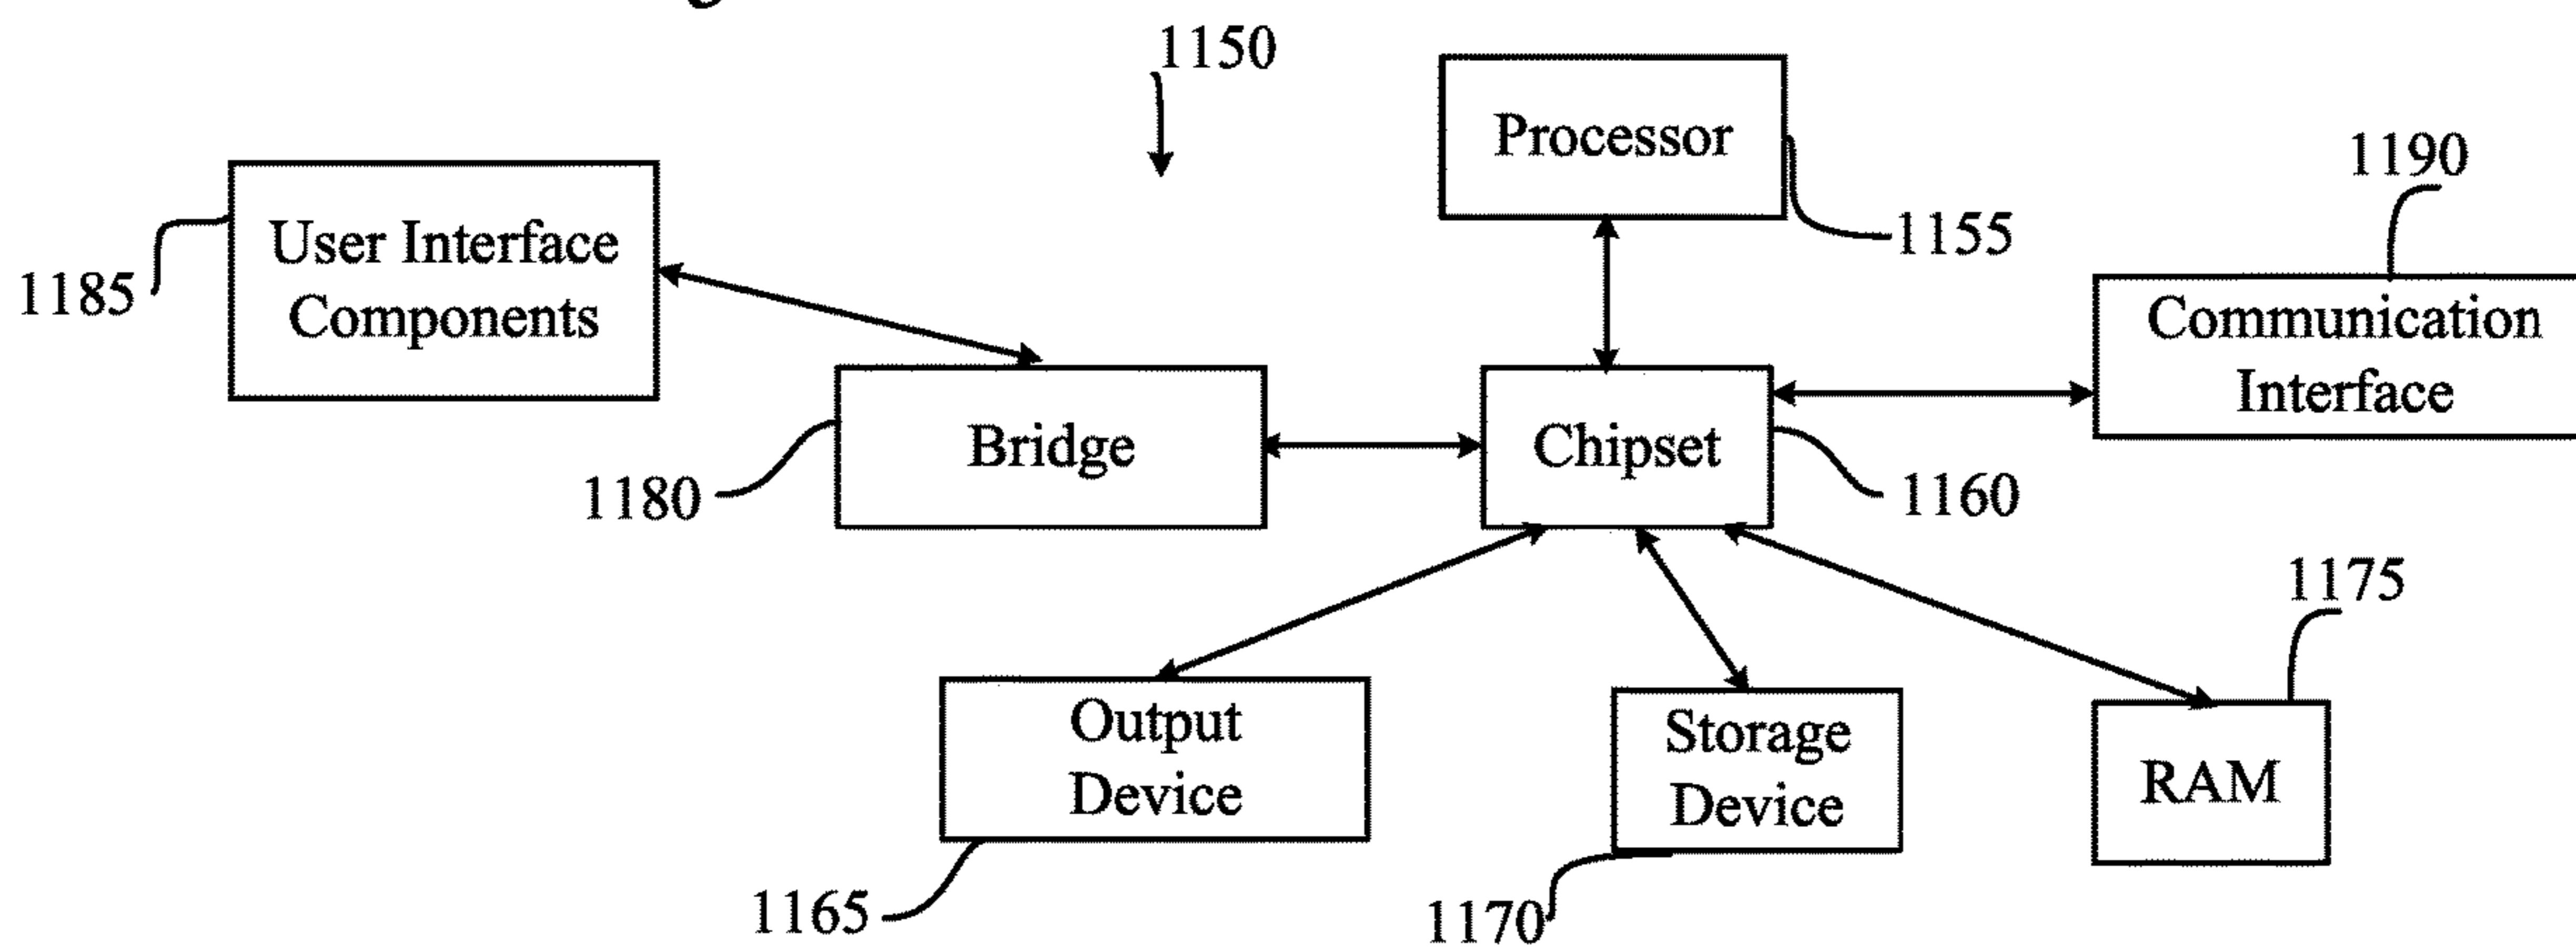 1150
Processor
1190
User Interface
Components
1155
1185
Communication
Interface
Bridge
Chipset
1180
1160
1175
Output
Device
Storage
Device
RAM
1165
1170